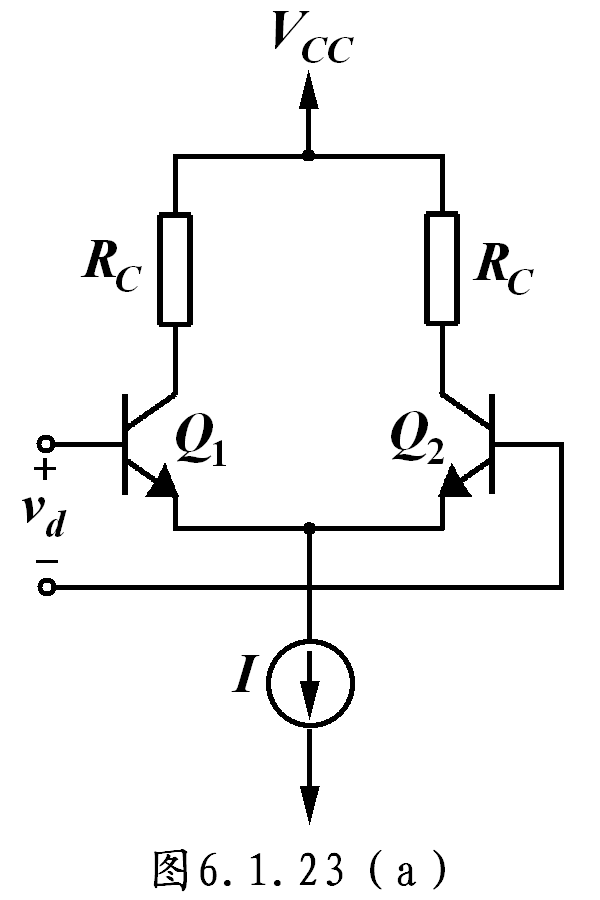 V_CC
R_C
R_C
Q_1
Q_2
+
v_d
−
I
图6.1.23（a）